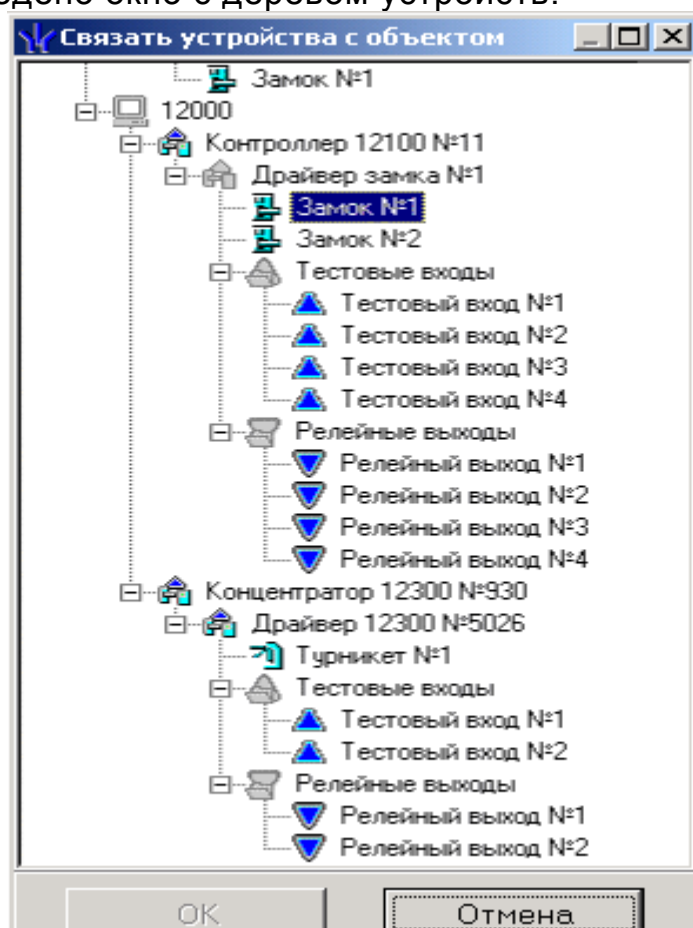 окно с деревом устройств.
Связать устройства с объектом
Замок №1
12000
Контроллер 12100 №11
Драйвер замка №1
Замок №1
Замок №2
Тестовые входы
Тестовый вход №1
Тестовый вход №2
Тестовый вход №3
Тестовый вход №4
Релейные выходы
Релейный выход №1
Релейный выход №2
Релейный выход №3
Релейный выход №4
Концентратор 12300 №930
Драйвер 12300 №5026
Турникет №1
Тестовые входы
Тестовый вход №1
Тестовый вход №2
Релейные выходы
Релейный выход №1
Релейный выход №2
OK
Отмена